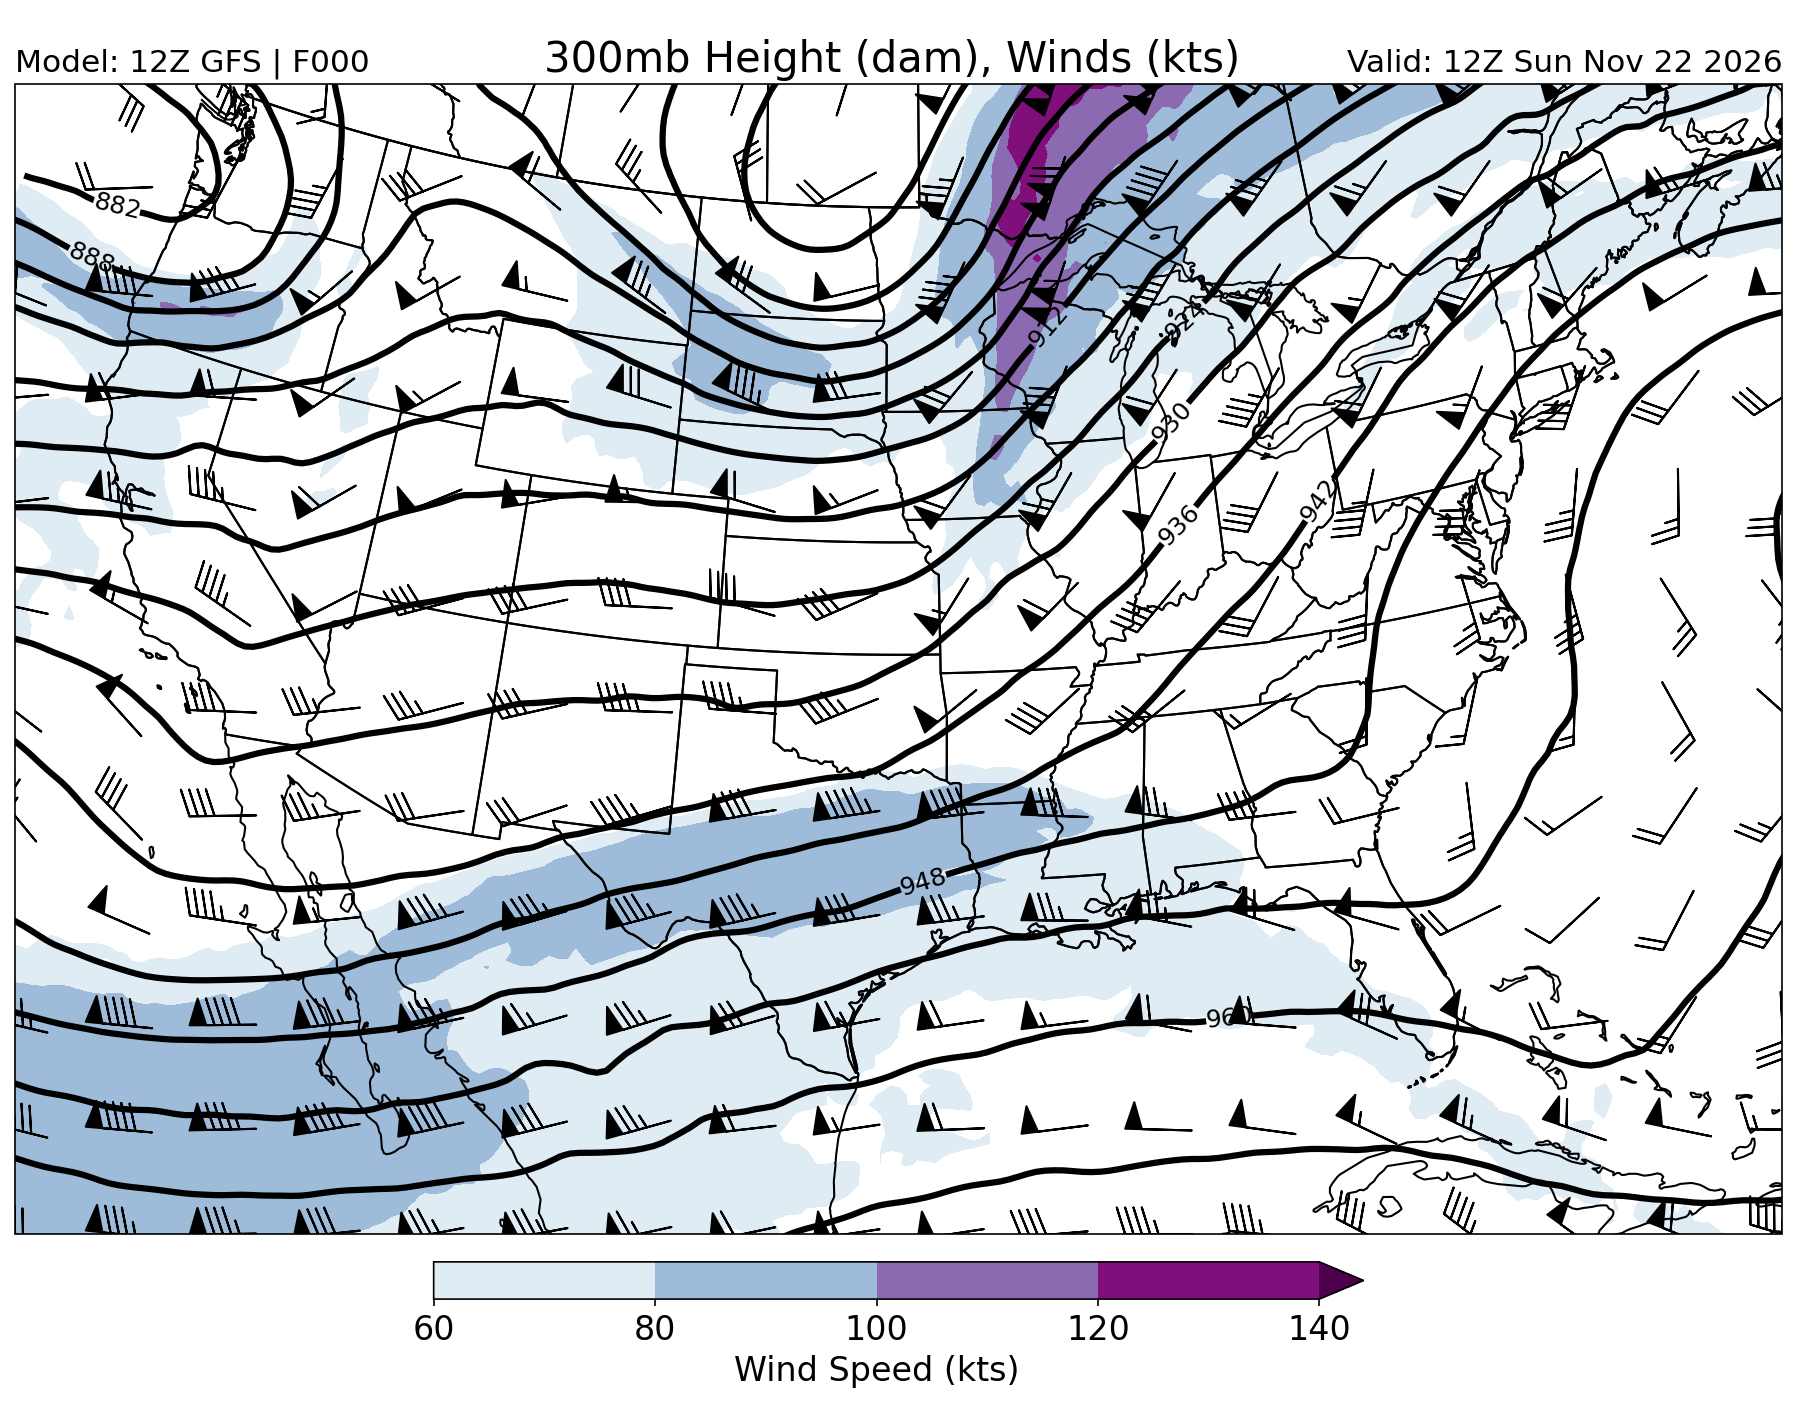 Model: 12Z GFS | F000
300mb Height (dam), Winds (kts)
Valid: 12Z Sun Nov 22 2026
882
888
912
924
930
936
942
948
960
60 80 100 120 140
Wind Speed (kts)